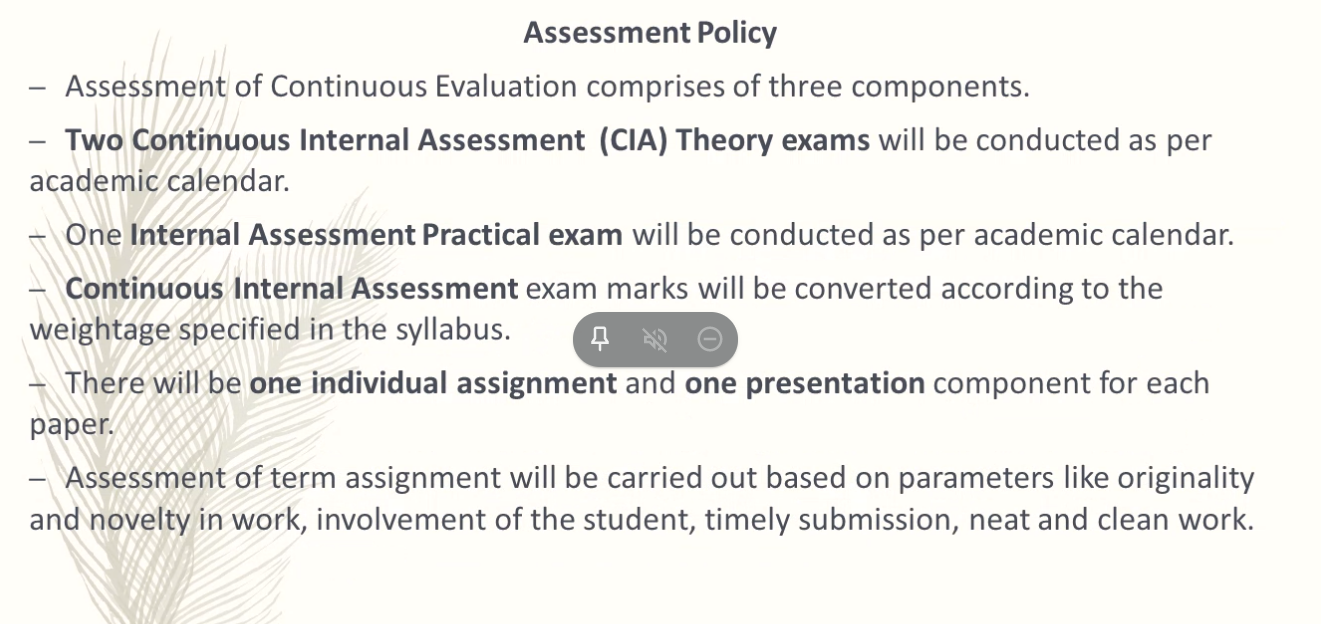 Assessment Policy
– Assessment of Continuous Evaluation comprises of three components.
– Two Continuous Internal Assessment (CIA) Theory exams will be conducted as per
academic calendar.
– One Internal Assessment Practical exam will be conducted as per academic calendar.
– Continuous Internal Assessment exam marks will be converted according to the
weightage specified in the syllabus.
– There will be one individual assignment and one presentation component for each
paper.
– Assessment of term assignment will be carried out based on parameters like originality
and novelty in work, involvement of the student, timely submission, neat and clean work.